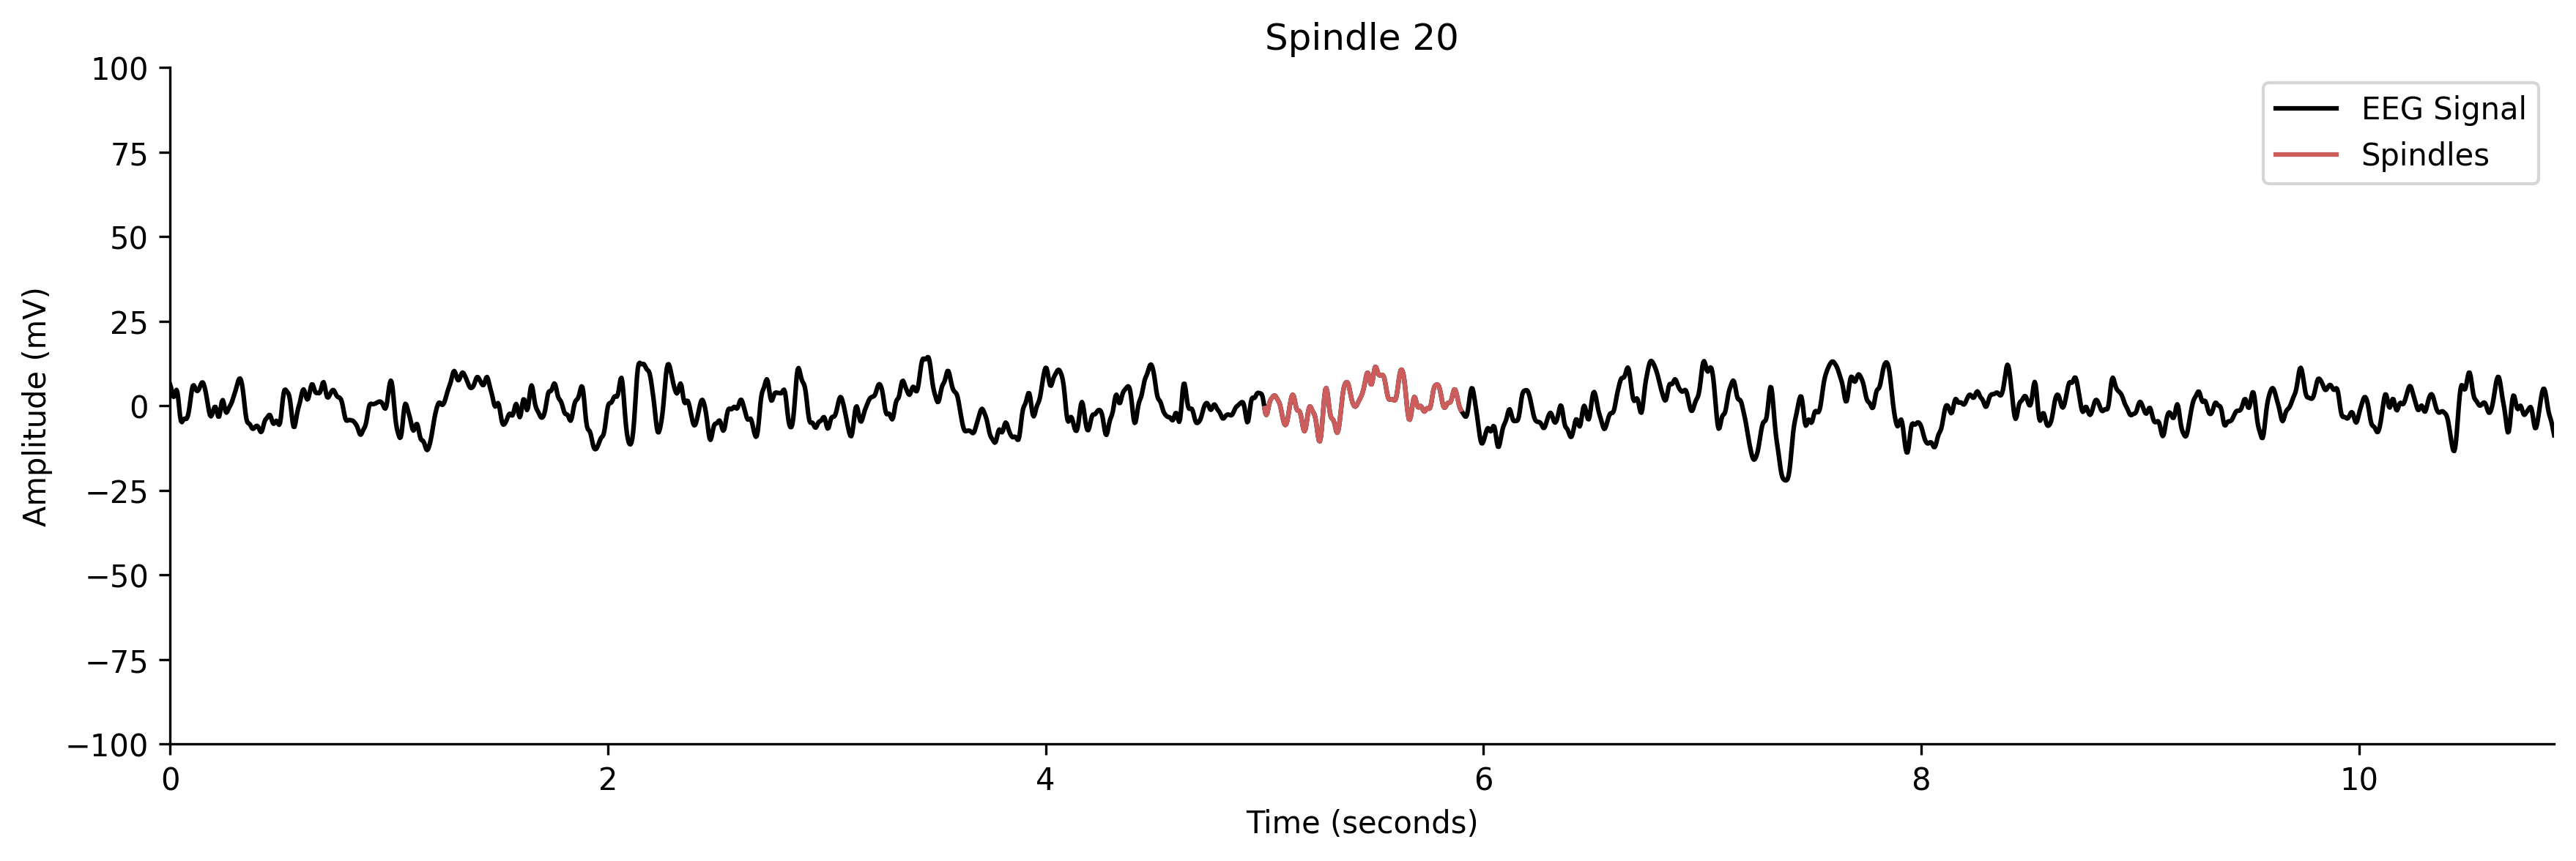 Spindle 20
100
75
50
25
0
−25
−50
−75
−100
Amplitude (mV)
EEG Signal
Spindles
0 2 4 6 8 10
Time (seconds)